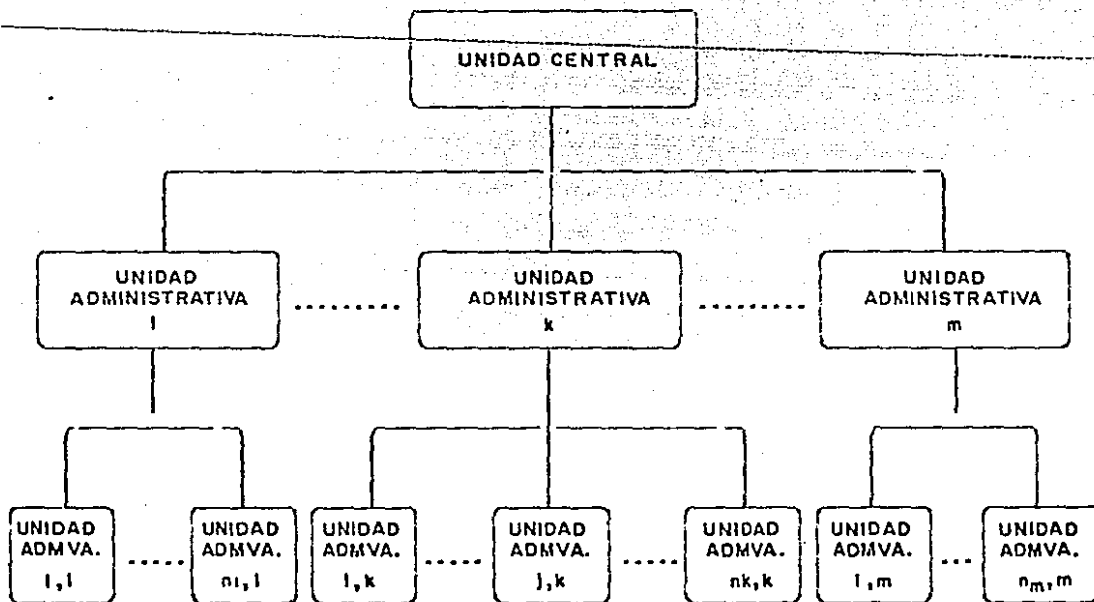 UNIDAD CENTRAL
UNIDAD
ADMINISTRATIVA
1
UNIDAD
ADMINISTRATIVA
k
UNIDAD
ADMINISTRATIVA
m
UNIDAD
ADMVA.
1,1
UNIDAD
ADMVA.
n1,1
UNIDAD
ADMVA.
1,k
UNIDAD
ADMVA.
j,k
UNIDAD
ADMVA.
nk,k
UNIDAD
ADMVA.
1,m
UNIDAD
ADMVA.
nm,m